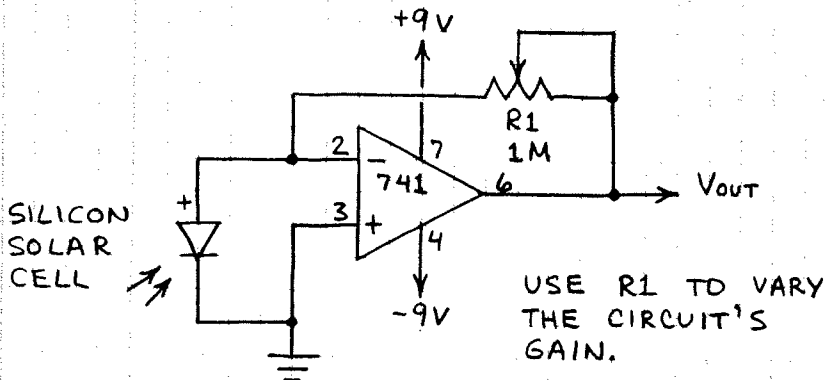 +9V
R1
1M
2
7
-
741
6
VOUT
+
3
+
4
SILICON
SOLAR
CELL
-9V
USE R1 TO VARY
THE CIRCUIT'S
GAIN.